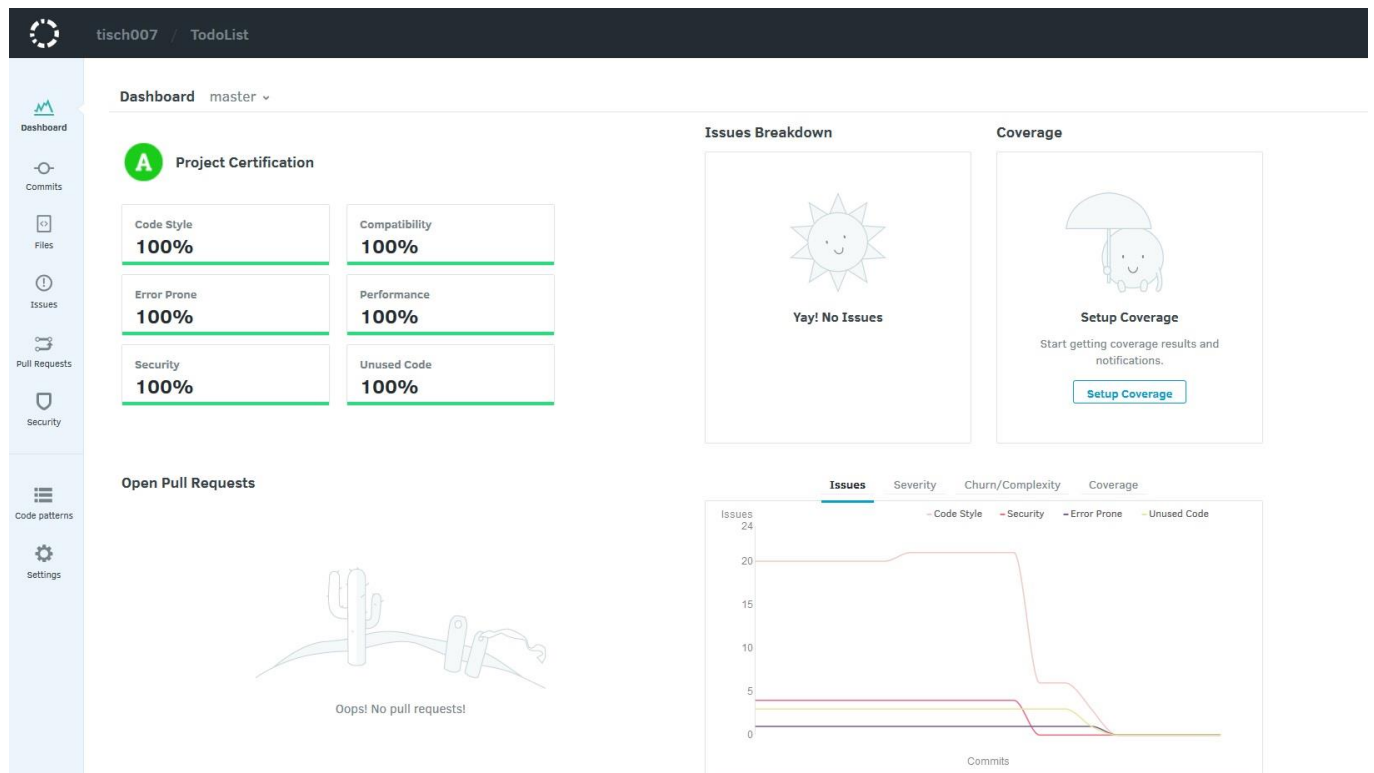 tisch007 / TodoList
Dashboard
Commits
Files
Issues
Pull Requests
Security
Code patterns
Settings
Dashboard master
A Project Certification
Code Style
100%
Compatibility
100%
Error Prone
100%
Performance
100%
Security
100%
Unused Code
100%
Issues Breakdown
Yay! No Issues
Coverage
Setup Coverage
Start getting coverage results and
notifications.
Setup Coverage
Open Pull Requests
Oops! No pull requests!
Issues Severity Churn/Complexity Coverage
Issues
Code Style Security Error Prone Unused Code
24
20
15
10
5
0
Commits